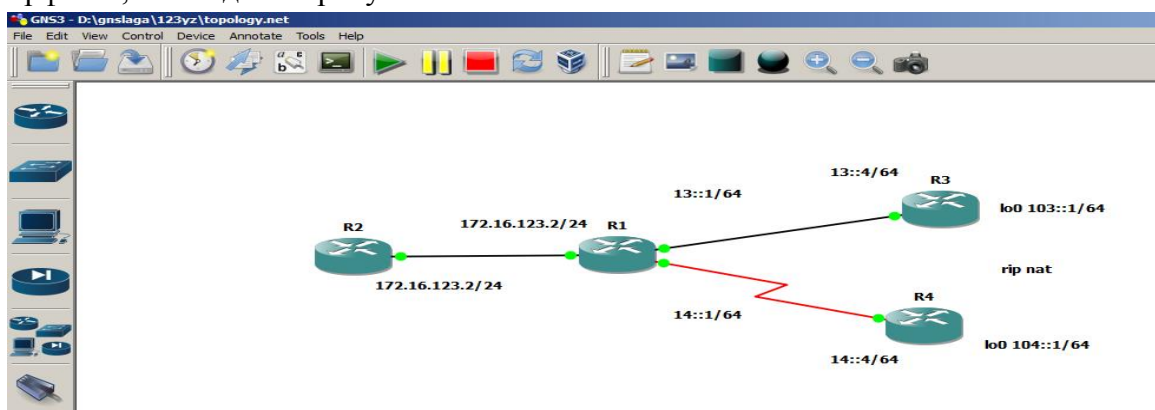 GNS3 - D:\gnslaga\123yz\topology.net
File Edit View Control Device Annotate Tools Help
13::4/64
R3
13::1/64
lo0 103::1/64
172.16.123.2/24
R1
R2
rip nat
172.16.123.2/24
R4
14::1/64
lo0 104::1/64
14::4/64